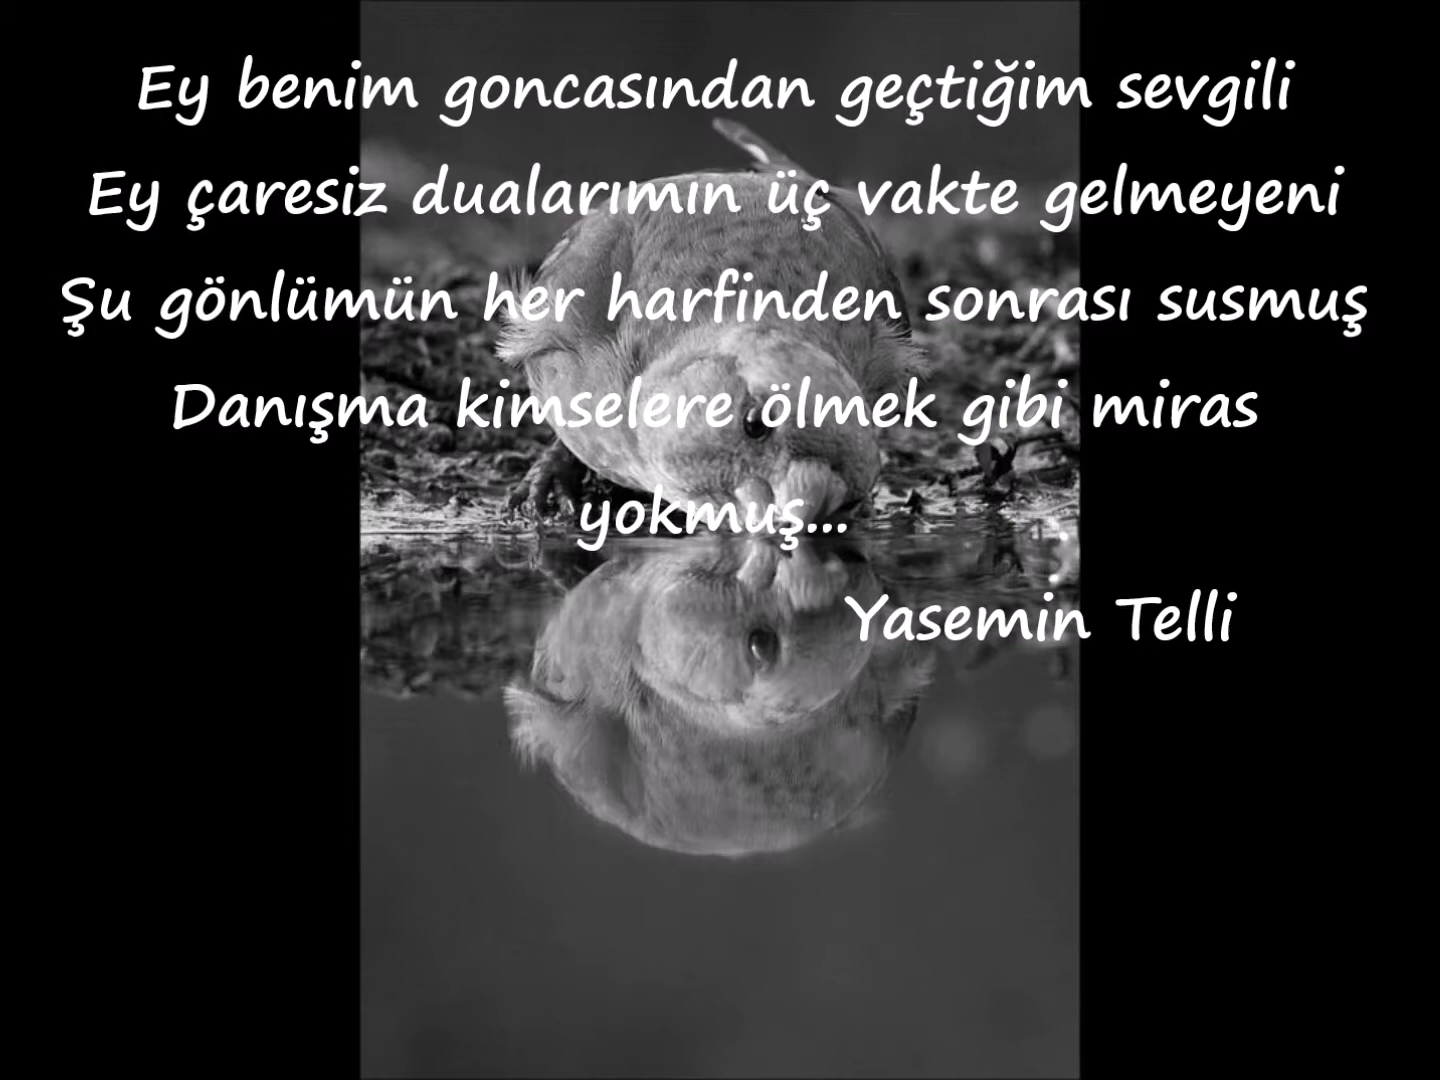 Ey benim goncasından geçtiğim sevgili
Ey çaresiz dualarımın üç vakte gelmeyeni
Şu gönlümün her harfinden sonrası susmuş
Danışma kimselere ölmek gibi miras
yokmuş...
Yasemin Telli